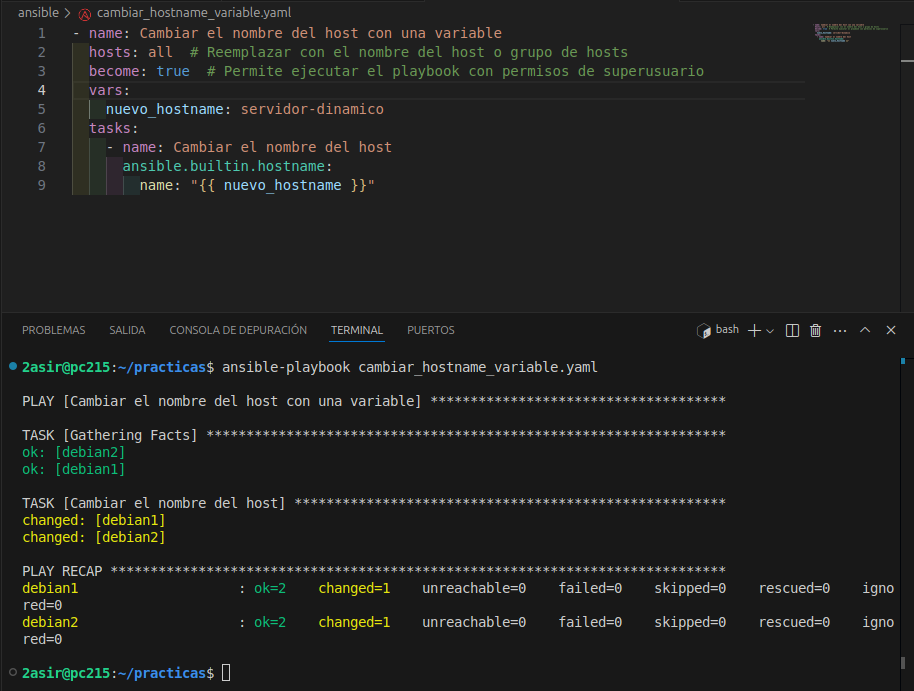 ansible > cambiar_hostname_variable.yaml
1 - name: Cambiar el nombre del host con una variable
2 hosts: all # Reemplazar con el nombre del host o grupo de hosts
3 become: true # Permite ejecutar el playbook con permisos de superusuario
4 vars:
5 nuevo_hostname: servidor-dinamico
6 tasks:
7 - name: Cambiar el nombre del host
8 ansible.builtin.hostname:
9 name: "{{ nuevo_hostname }}"
PROBLEMAS SALIDA CONSOLA DE DEPURACIÓN TERMINAL PUERTOS bash
2asir@pc215:~/practicas$ ansible-playbook cambiar_hostname_variable.yaml
PLAY [Cambiar el nombre del host con una variable] *************************************
TASK [Gathering Facts] *****************************************************************
ok: [debian2]
ok: [debian1]
TASK [Cambiar el nombre del host] ******************************************************
changed: [debian1]
changed: [debian2]
PLAY RECAP *****************************************************************************
debian1 : ok=2 changed=1 unreachable=0 failed=0 skipped=0 rescued=0 igno
red=0
debian2 : ok=2 changed=1 unreachable=0 failed=0 skipped=0 rescued=0 igno
red=0
2asir@pc215:~/practicas$